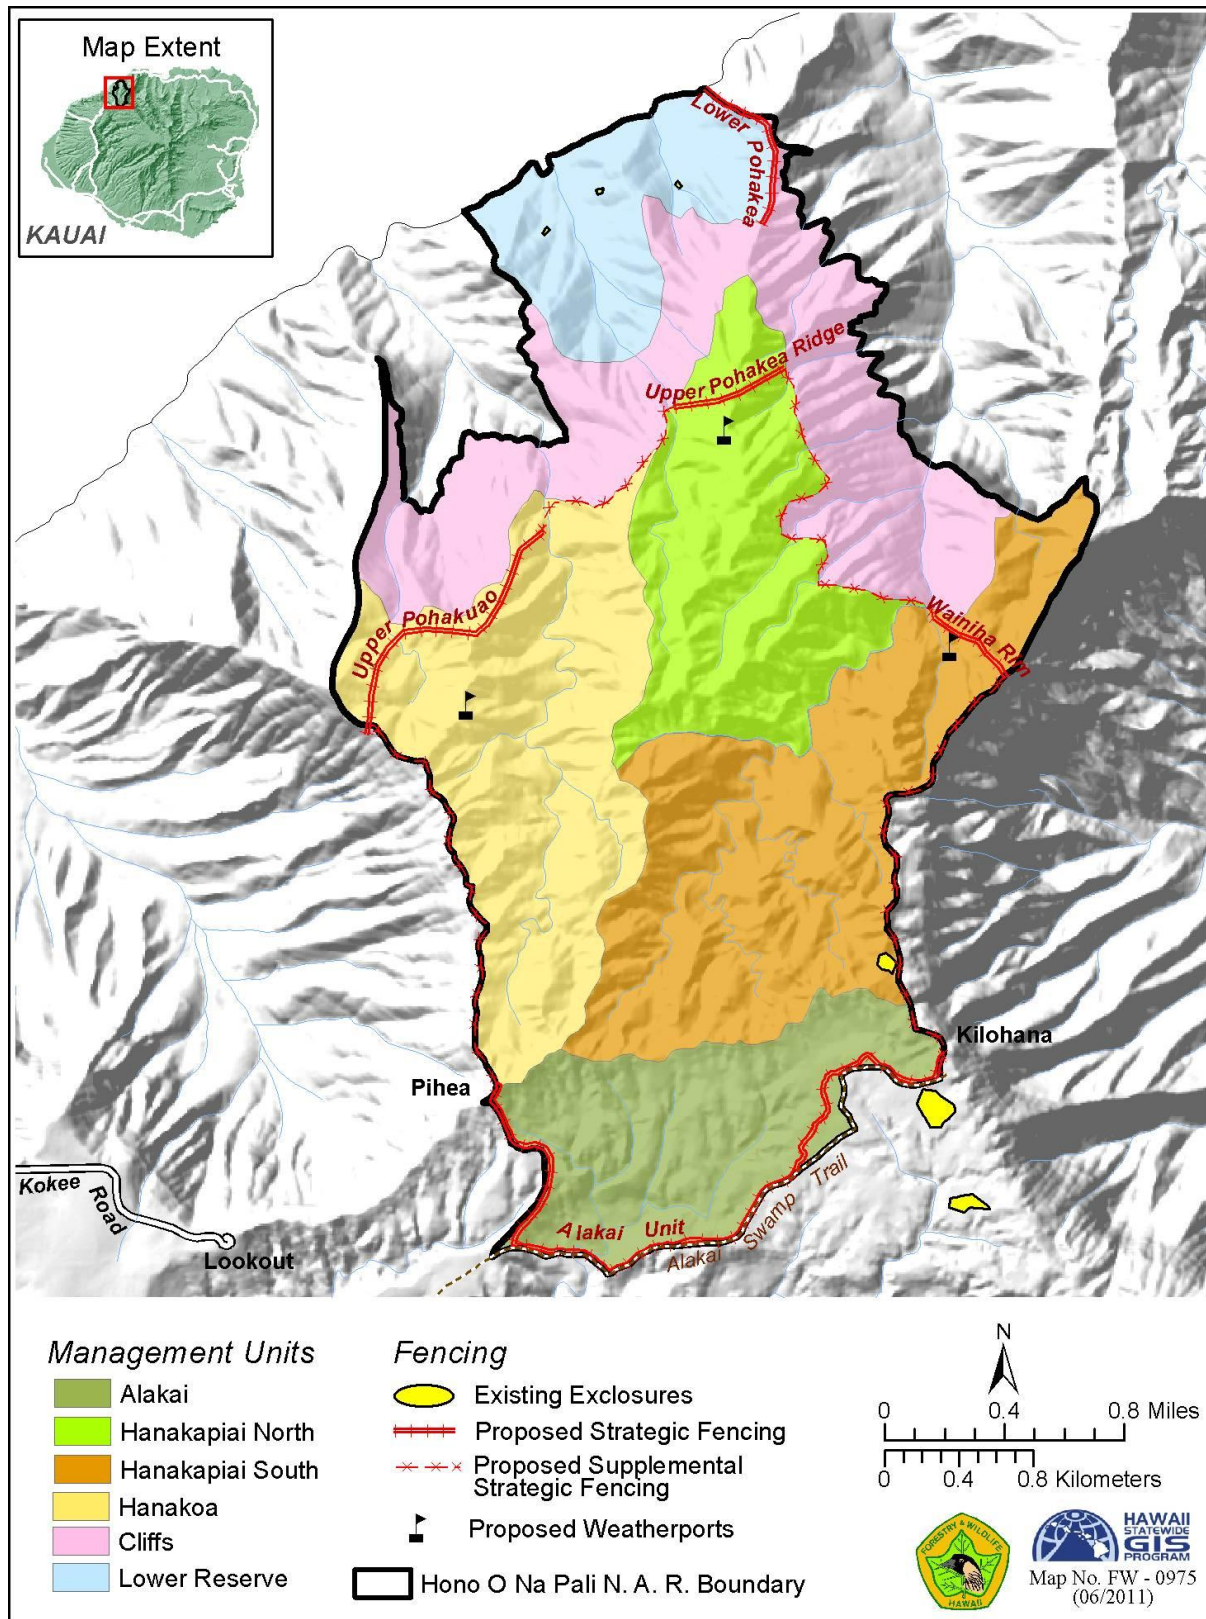 Map Extent
KAUAI
Lower Pohakea
Upper Pohakea Ridge
Upper Pohakuao
Wainiha Rim
Kilohana
Pihea
Kokee
Road
Lookout
Alakai Unit
Alakai Swamp Trail
Management Units
Alakai
Hanakapiai North
Hanakapiai South
Hanakoa
Cliffs
Lower Reserve
Fencing
Existing Exclosures
Proposed Strategic Fencing
Proposed Supplemental
Strategic Fencing
Proposed Weatherports
Hono O Na Pali N. A. R. Boundary
N
0 0.4 0.8 Miles
0 0.4 0.8 Kilometers
FORESTRY & WILDLIFE
HAWAII
HAWAII
STATEWIDE
GIS
PROGRAM
Map No. FW - 0975
(06/2011)